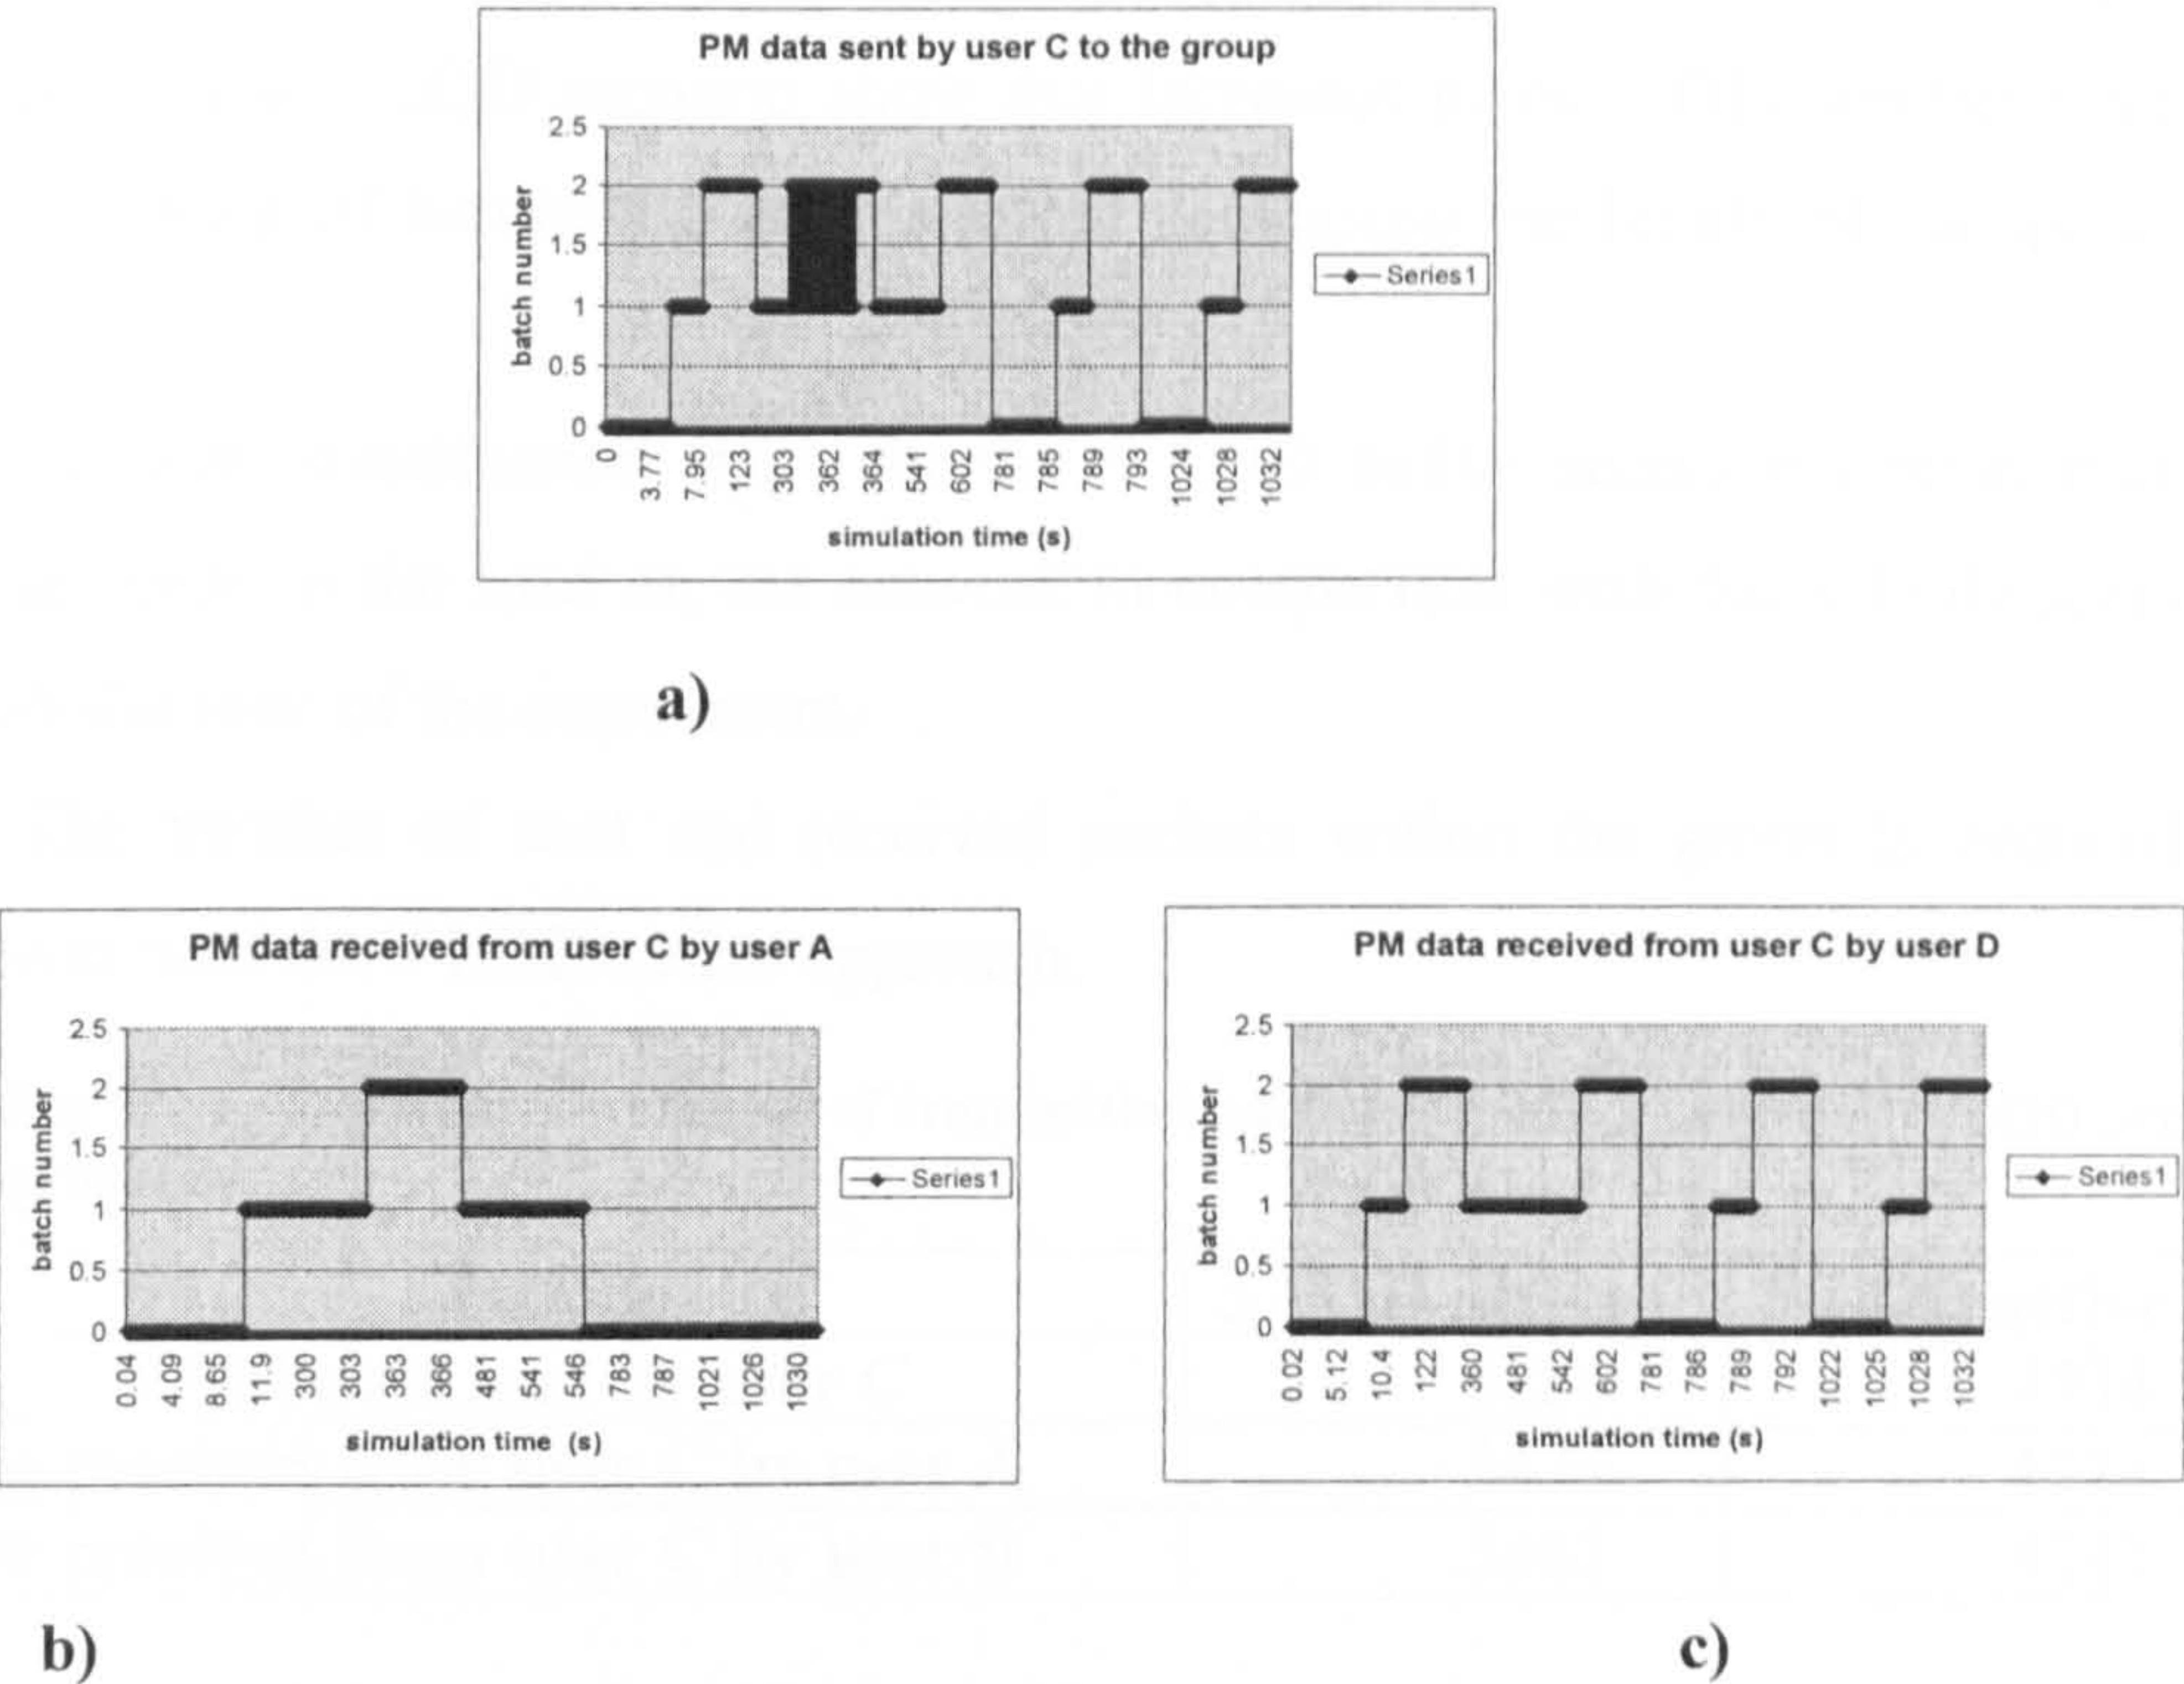 PM data sent by user C to the group
2.5
2
1.5
1
0.5
0
batch number
0 3.77 7.95 123 303 362 364 541 602 781 785 789 793 1024 1028 1032
simulation time (s)
Series1
a)
PM data received from user C by user A
2.5
2
1.5
1
0.5
0
batch number
0.04 4.09 8.65 11.9 300 303 363 366 481 541 546 783 787 1021 1026 1030
simulation time (s)
Series1
b)
PM data received from user C by user D
2.5
2
1.5
1
0.5
0
batch number
0.02 5.12 10.4 122 360 481 542 602 781 786 789 792 1022 1025 1028 1032
simulation time (s)
Series1
c)